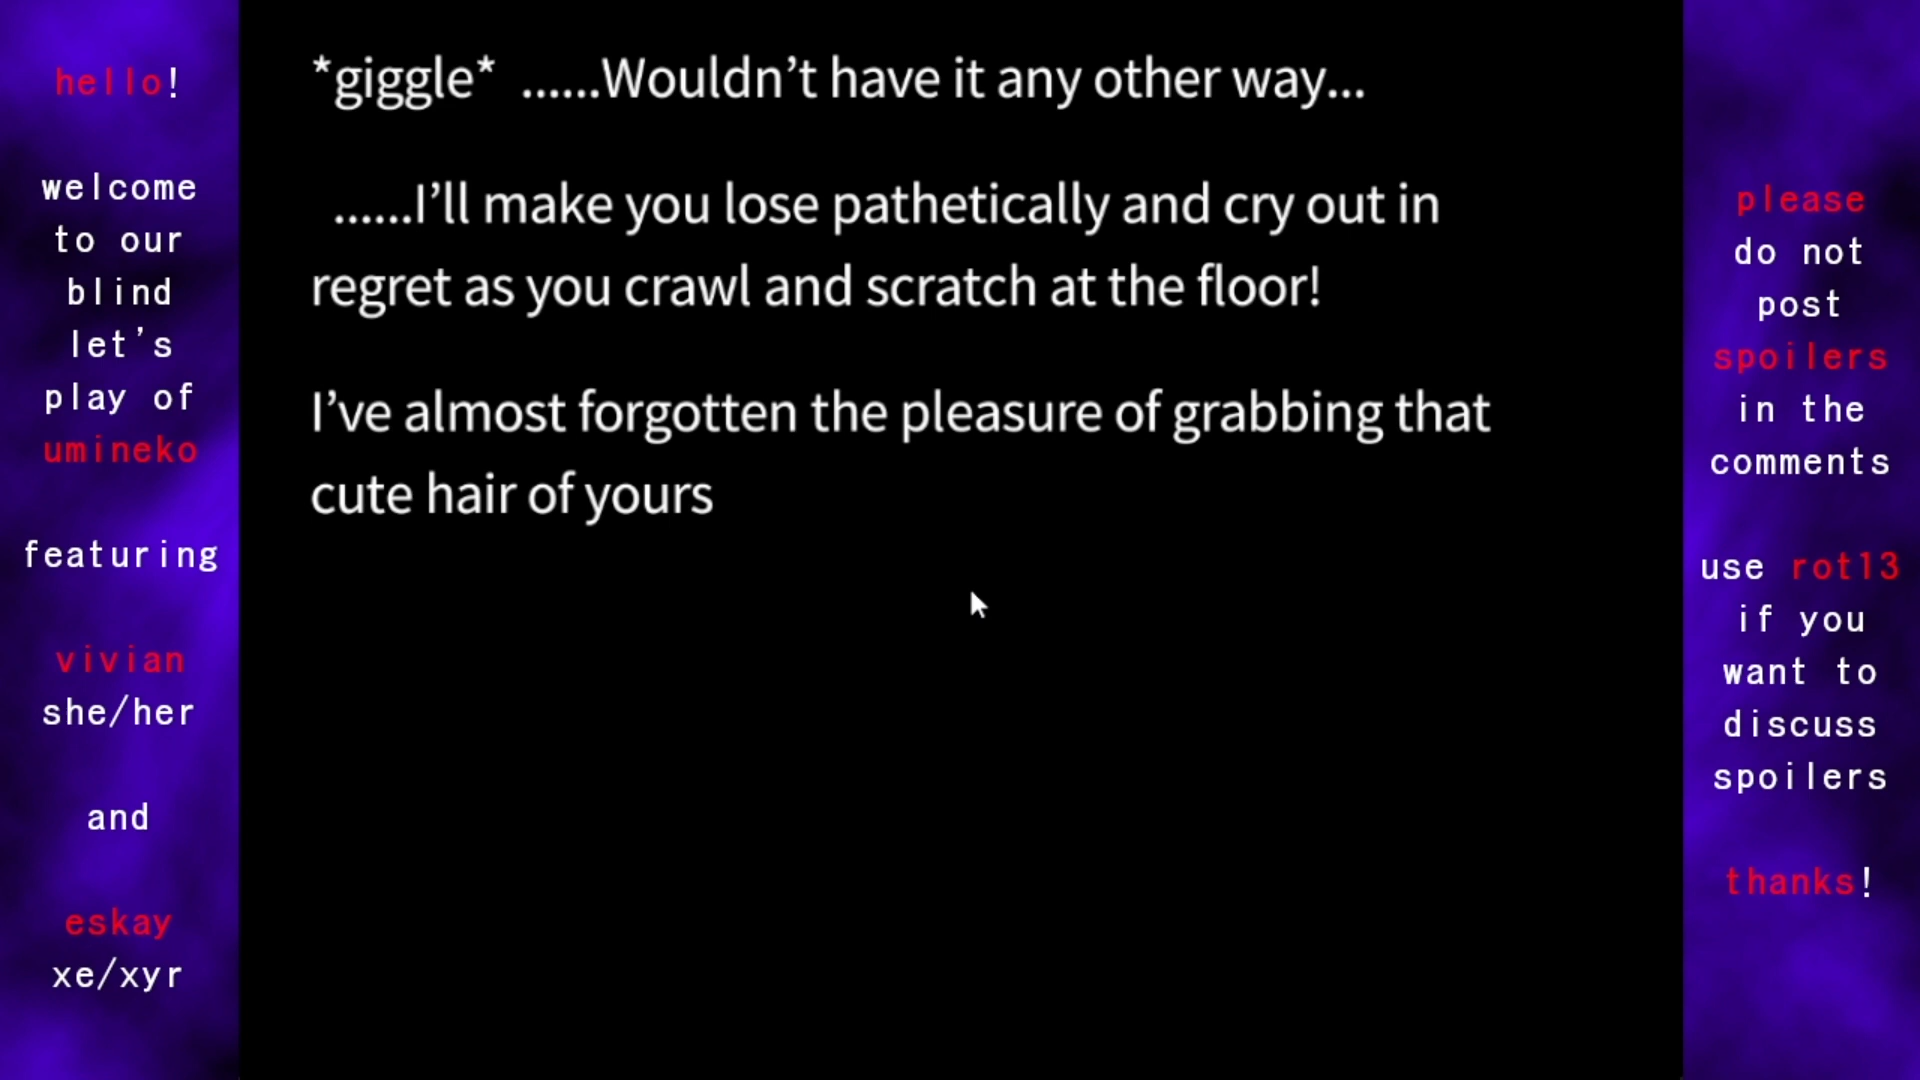 hello!
welcome
to our
blind
let's
play of
umineko
featuring
vivian
she/her
and
eskay
xe/xyr
*giggle* ......Wouldn’t have it any other way...
......I’ll make you lose pathetically and cry out in
regret as you crawl and scratch at the floor!
I’ve almost forgotten the pleasure of grabbing that
cute hair of yours
please
do not
post
spoilers
in the
comments
use rot13
if you
want to
discuss
spoilers
thanks!